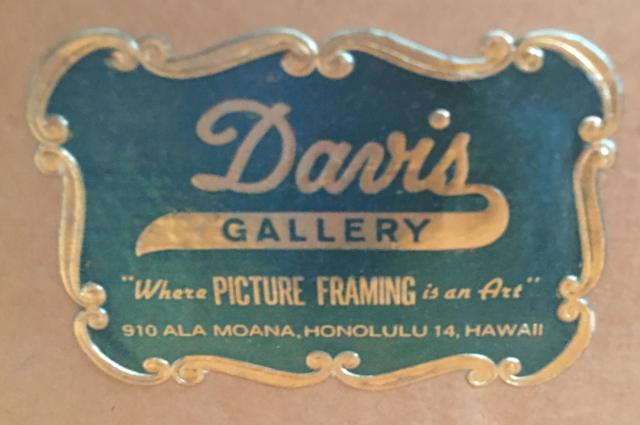 Davis
GALLERY
"Where PICTURE FRAMING is an Art"
910 ALA MOANA, HONOLULU 14, HAWAII